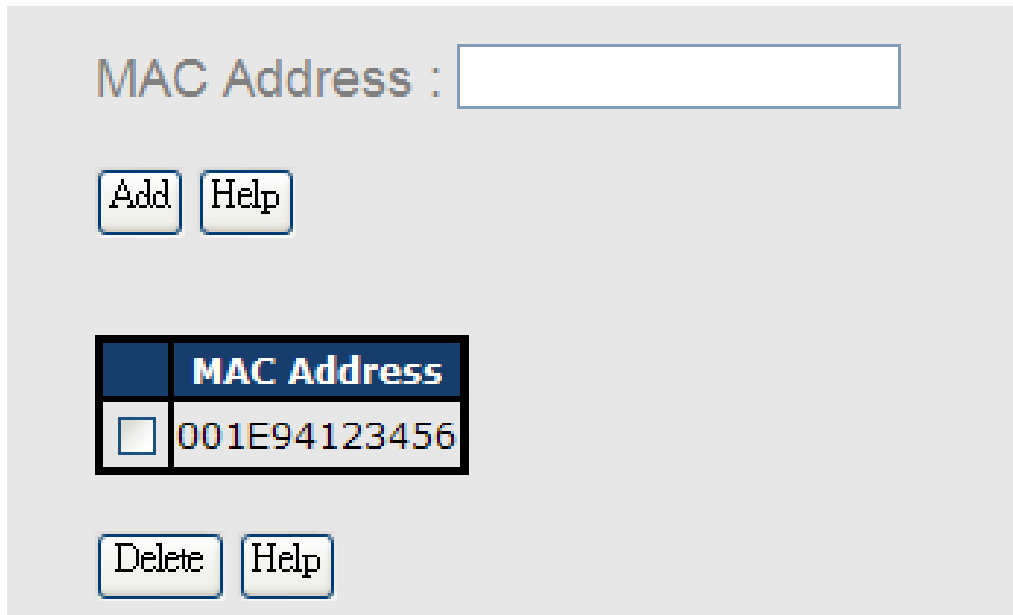 MAC Address :
Add Help
MAC Address
001E94123456
Delete Help